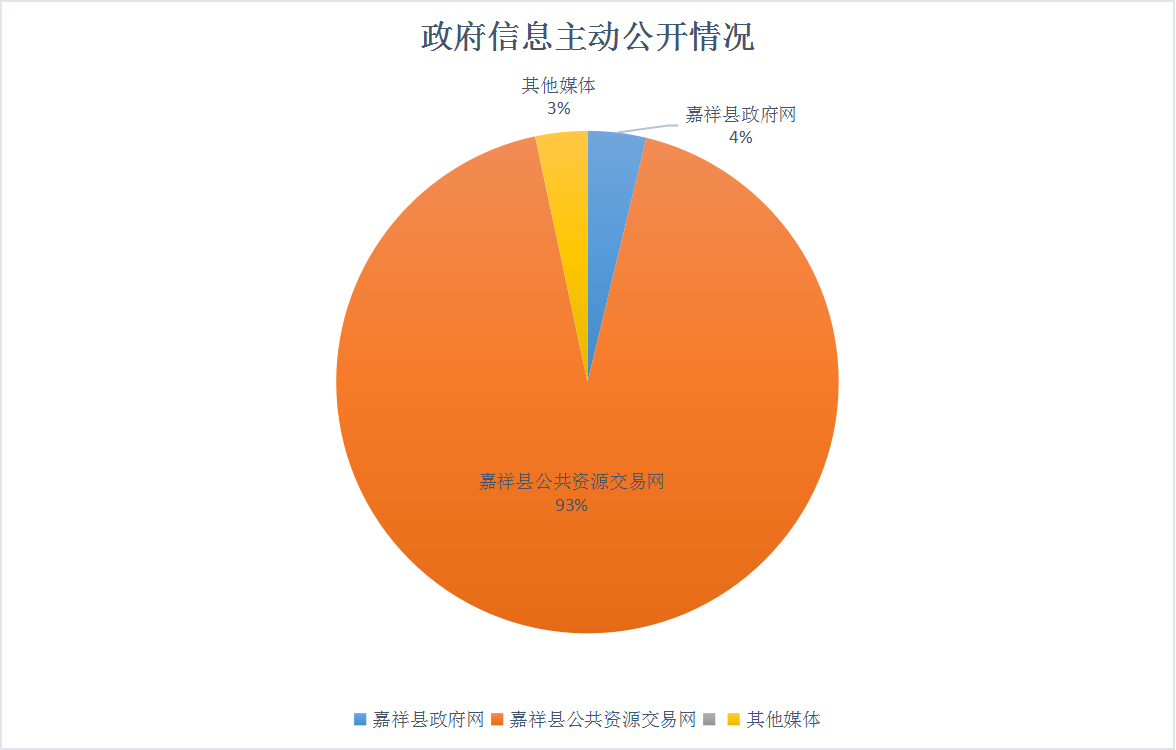 政府信息主动公开情况
其他媒体
3%
嘉祥县政府网
4%
嘉祥县公共资源交易网
93%
嘉祥县政府网 嘉祥县公共资源交易网 其他媒体